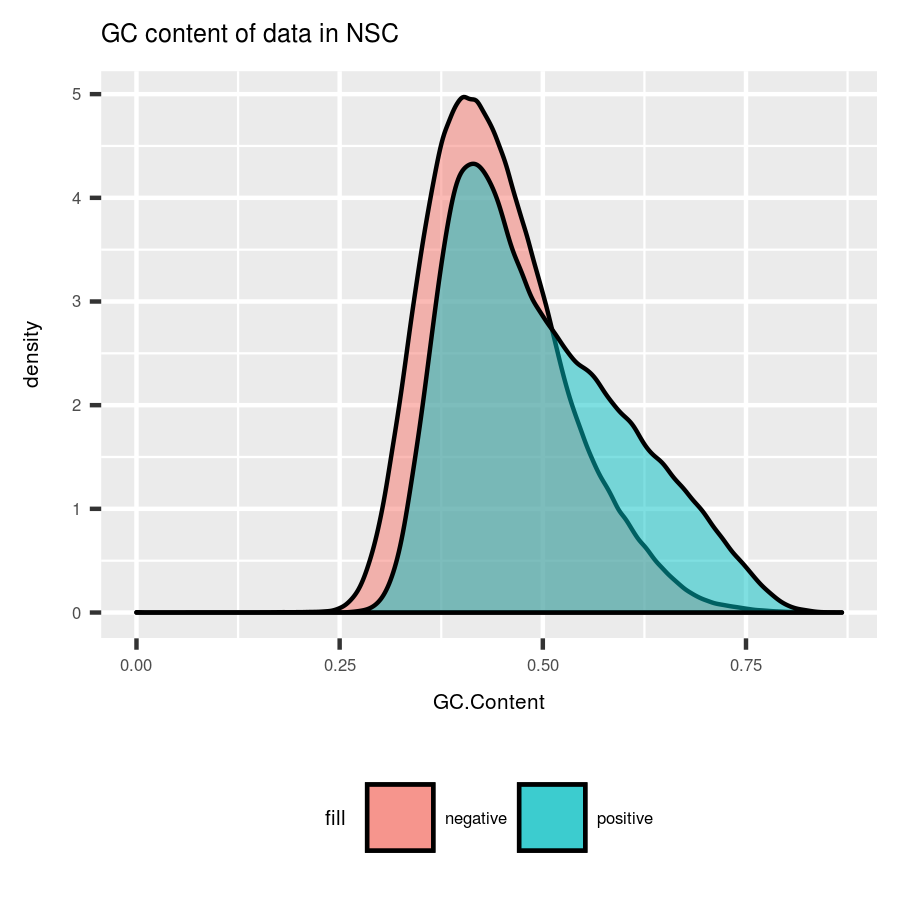 GC content of data in NSC
5
4
3
2
1
0
density
0.00 0.25 0.50 0.75
GC.Content
fill negative positive